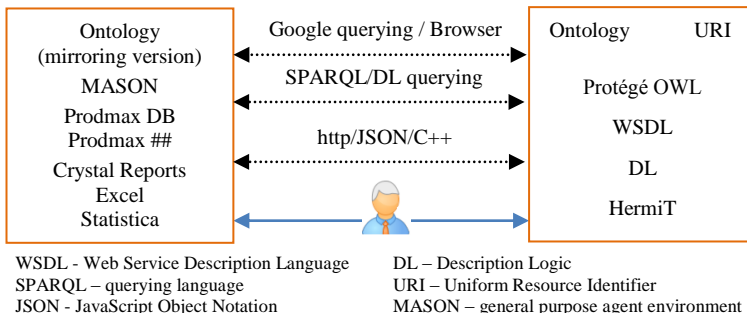 Ontology
(mirroring version)
MASON
Prodmax DB
Prodmax ##
Crystal Reports
Excel
Statistica
Google querying / Browser
SPARQL/DL querying
http/JSON/C++
Ontology URI
Protégé OWL
WSDL
DL
HermiT
WSDL - Web Service Description Language
SPARQL – querying language
JSON - JavaScript Object Notation
DL – Description Logic
URI – Uniform Resource Identifier
MASON – general purpose agent environment